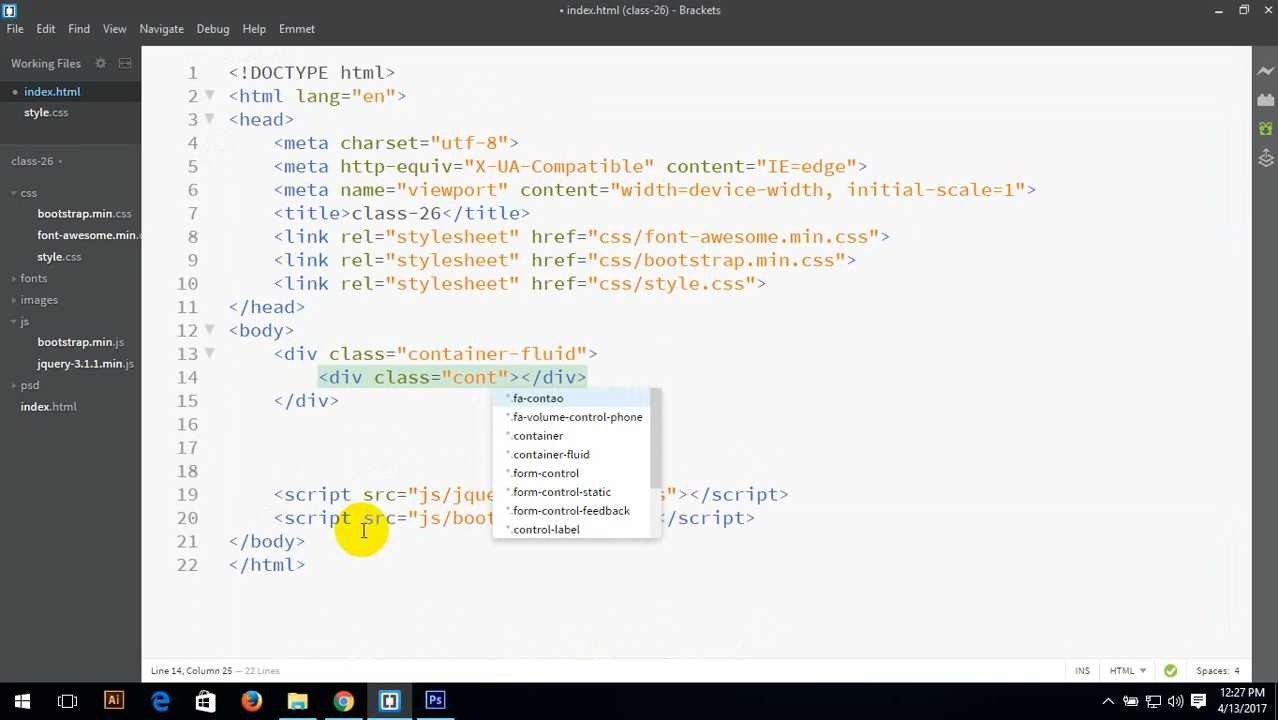 • index.html (class-26) - Brackets
File Edit Find View Navigate Debug Help Emmet
Working Files
• index.html
style.css
class-26
css
bootstrap.min.css
font-awesome.min.c
style.css
fonts
images
js
bootstrap.min.js
jquery-3.1.1.min.js
psd
index.html
1 <!DOCTYPE html>
2 <html lang="en">
3 <head>
4 <meta charset="utf-8">
5 <meta http-equiv="X-UA-Compatible" content="IE=edge">
6 <meta name="viewport" content="width=device-width, initial-scale=1">
7 <title>class-26</title>
8 <link rel="stylesheet" href="css/font-awesome.min.css">
9 <link rel="stylesheet" href="css/bootstrap.min.css">
10 <link rel="stylesheet" href="css/style.css">
11 </head>
12 <body>
13 <div class="container-fluid">
14 <div class="cont"></div>
15 </div>
16
17
18
19 <script src="js/jque s"></script>
20 <script src="js/boot </script>
21 </body>
22 </html>
*.fa-contao
*.fa-volume-control-phone
*.container
*.container-fluid
*.form-control
*.form-control-static
*.form-control-feedback
*.control-label
Line 14, Column 25 — 22 Lines
INS HTML Spaces: 4
Ai
Ps
12:27 PM
4/13/2017